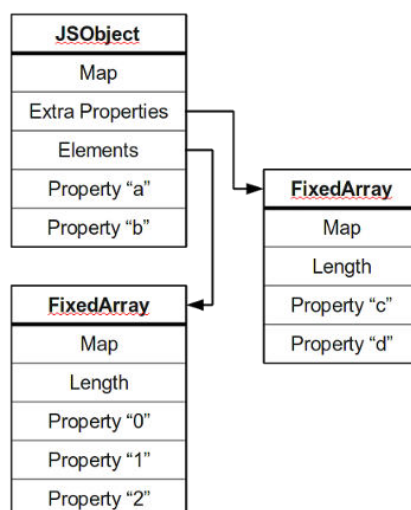 JSObject
Map
Extra Properties
Elements
Property “a”
Property “b”
FixedArray
Map
Length
Property “c”
Property “d”
FixedArray
Map
Length
Property “0”
Property “1”
Property “2”